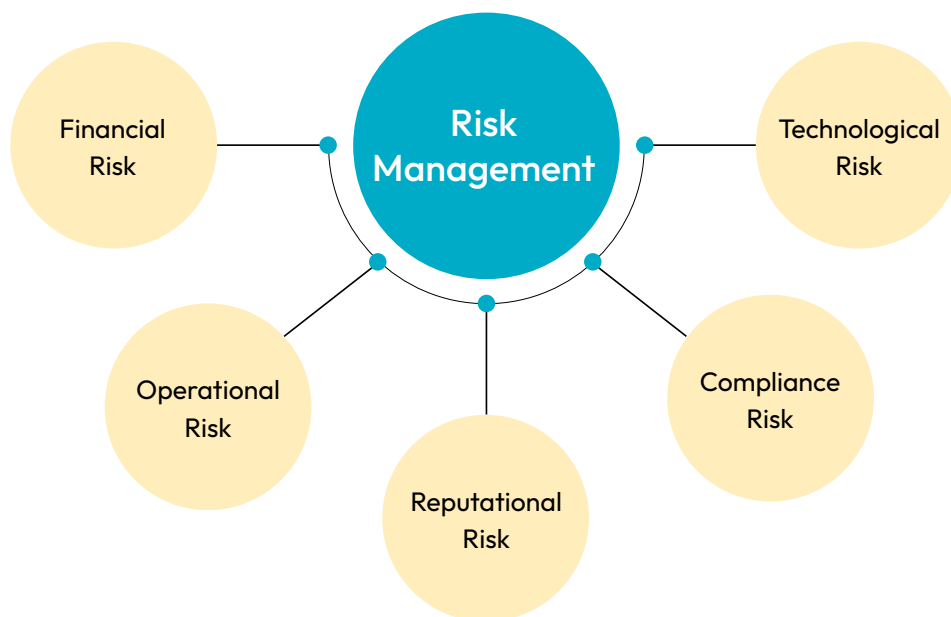 Risk
Management
Financial
Risk
Operational
Risk
Reputational
Risk
Compliance
Risk
Technological
Risk